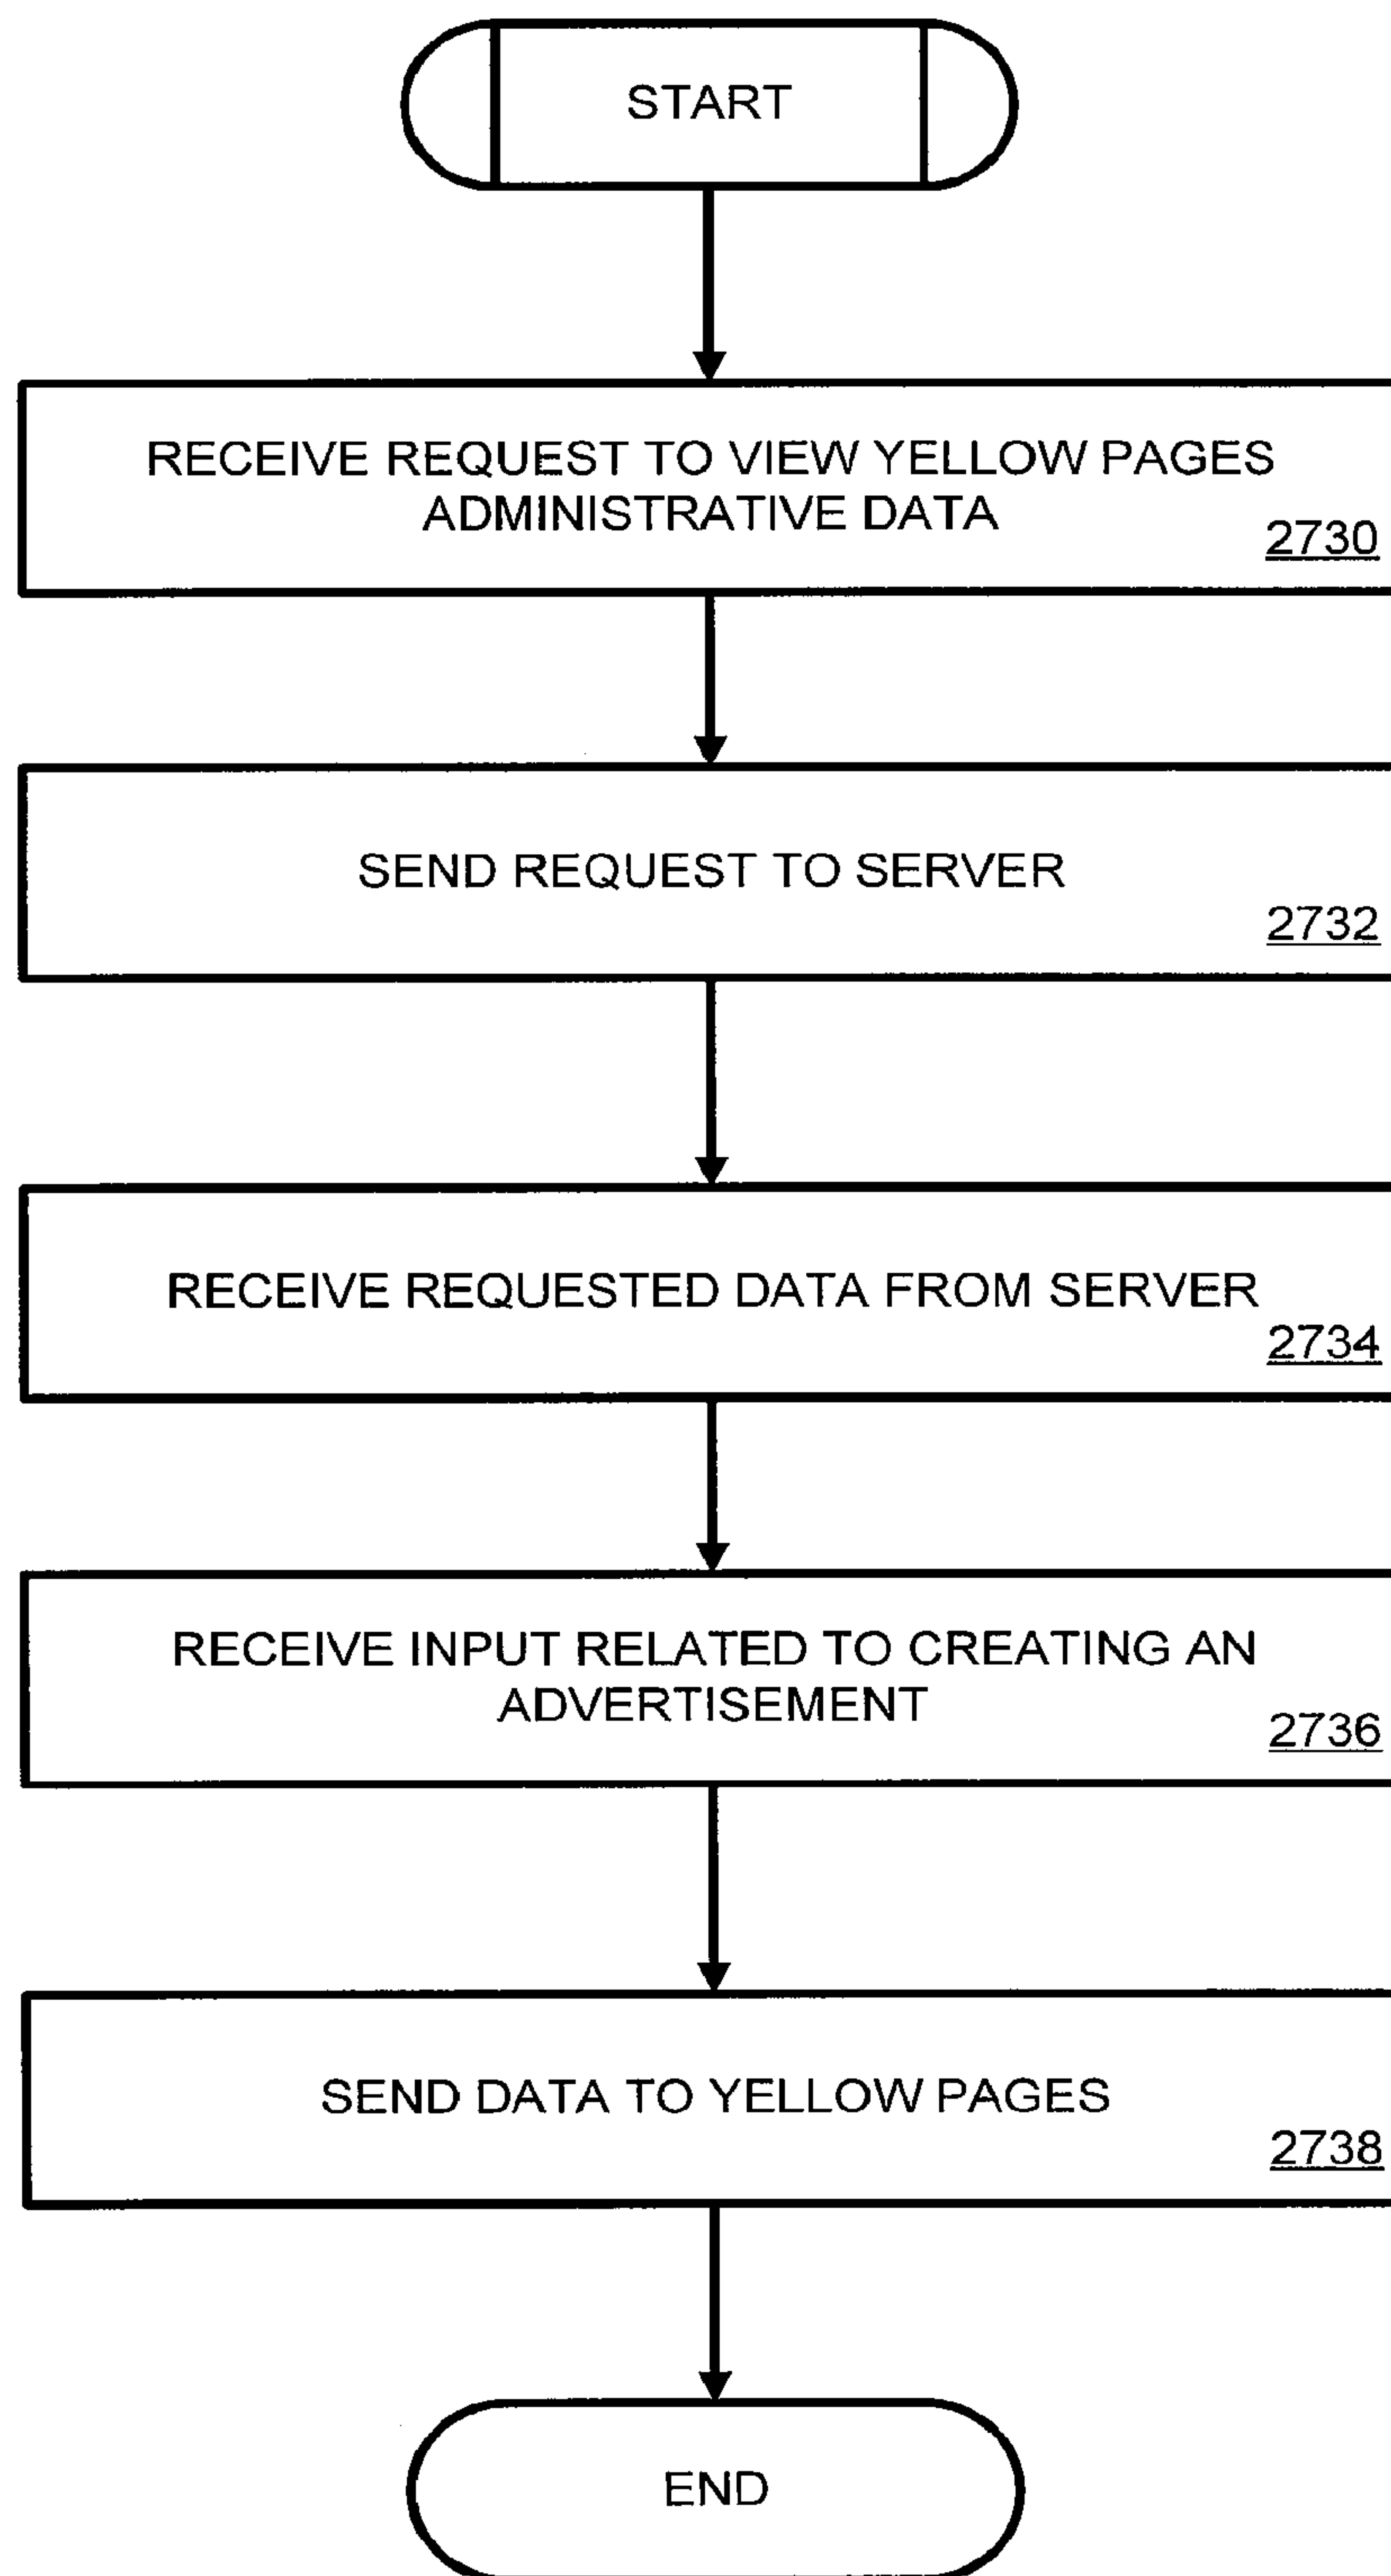 START
RECEIVE REQUEST TO VIEW YELLOW PAGES
ADMINISTRATIVE DATA
2730
SEND REQUEST TO SERVER
2732
RECEIVE REQUESTED DATA FROM SERVER
2734
RECEIVE INPUT RELATED TO CREATING AN
ADVERTISEMENT
2736
SEND DATA TO YELLOW PAGES
2738
END